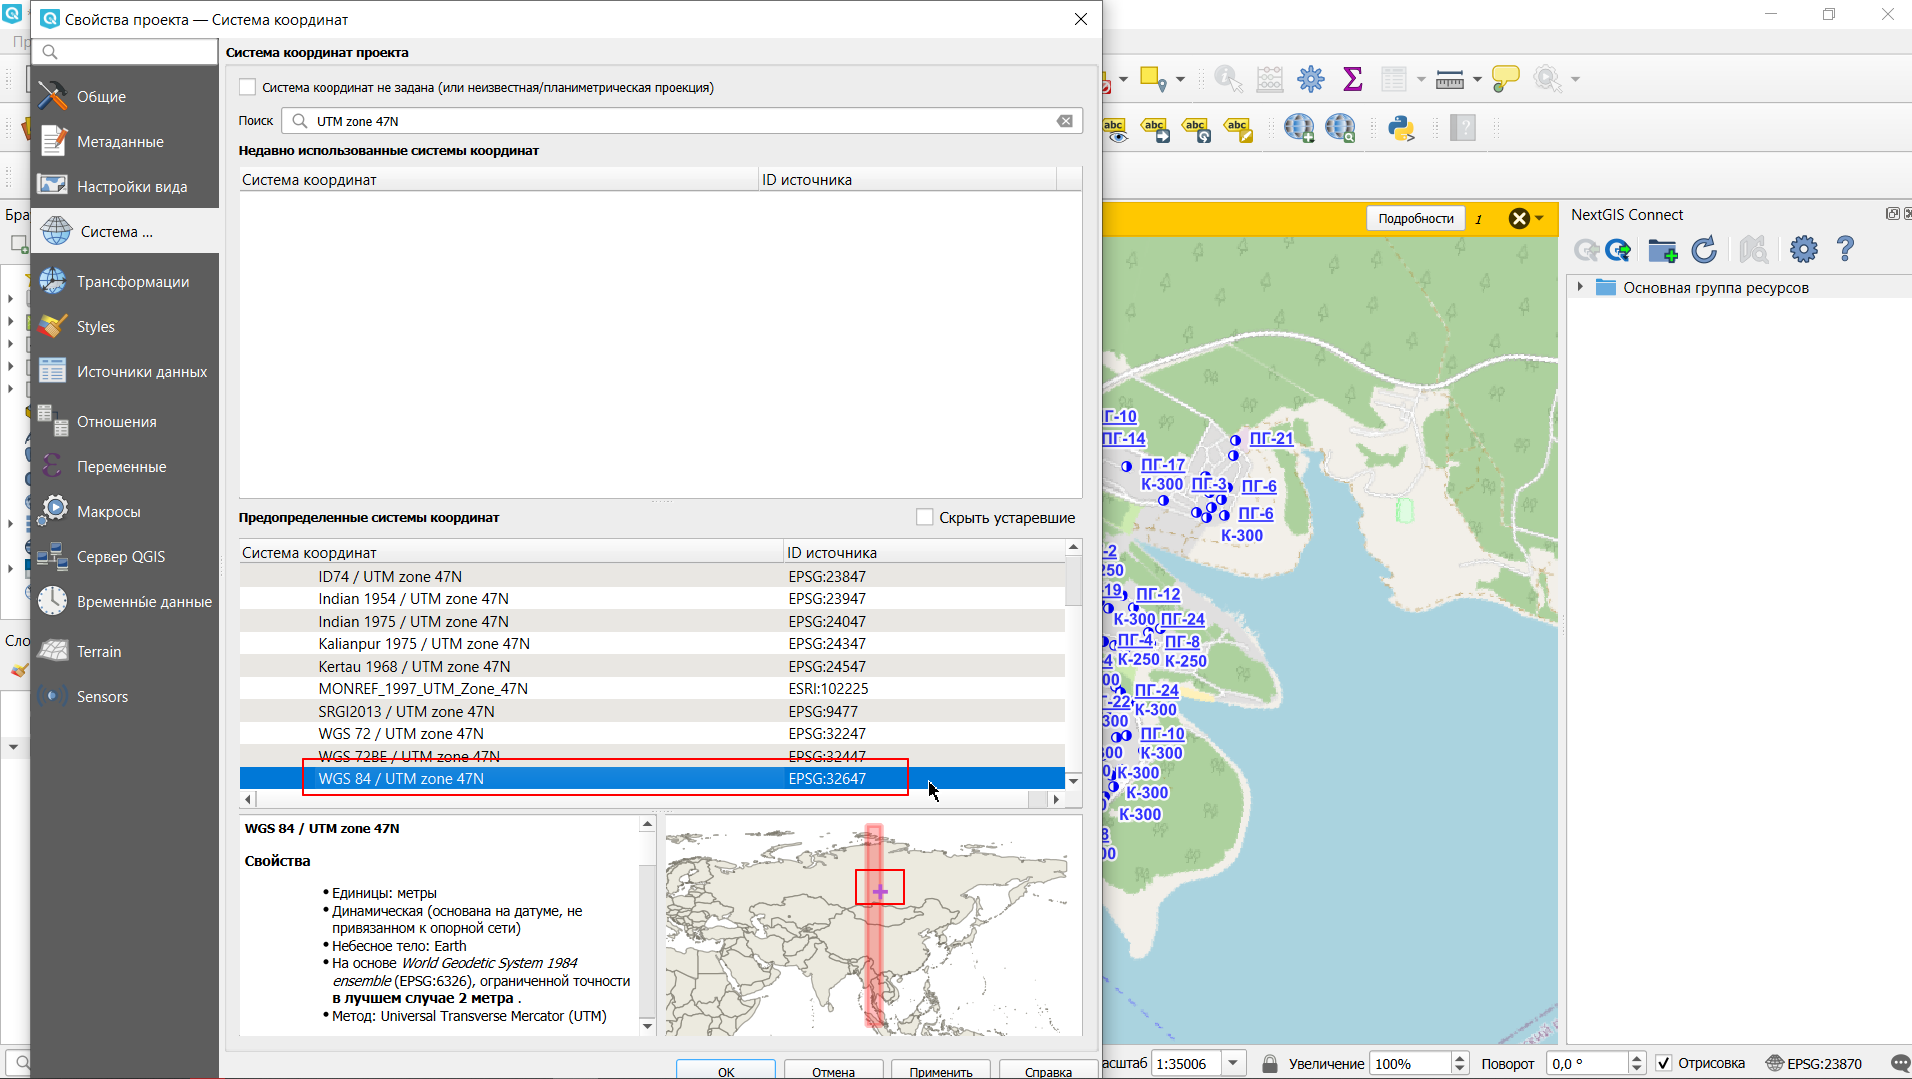 Свойства проекта — Система координат
Система координат проекта
Общие
Метаданные
Настройки вида
Система ...
Трансформации
Styles
Источники данных
Отношения
Переменные
Макросы
Сервер QGIS
Временны́е данные
Terrain
Sensors
Система координат не задана (или неизвестная/планиметрическая проекция)
Поиск UTM zone 47N
Недавно использованные системы координат
Система координат ID источника
Предопределенные системы координат Скрыть устаревшие
Система координат ID источника
ID74 / UTM zone 47N EPSG:23847
Indian 1954 / UTM zone 47N EPSG:23947
Indian 1975 / UTM zone 47N EPSG:24047
Kalianpur 1975 / UTM zone 47N EPSG:24347
Kertau 1968 / UTM zone 47N EPSG:24547
MONREF_1997_UTM_Zone_47N ESRI:102225
SRGI2013 / UTM zone 47N EPSG:9477
WGS 72 / UTM zone 47N EPSG:32247
WGS 72BE / UTM zone 47N EPSG:32447
WGS 84 / UTM zone 47N EPSG:32647
WGS 84 / UTM zone 47N
Свойства
• Единицы: метры
• Динамическая (основана на датуме, не
привязанном к опорной сети)
• Небесное тело: Earth
• На основе World Geodetic System 1984
ensemble (EPSG:6326), ограниченной точности
в лучшем случае 2 метра .
• Метод: Universal Transverse Mercator (UTM)
OK Отмена Применить Справка
Бра
Сло
abc abc abc abc
Подробности 1
NextGIS Connect
Основная группа ресурсов
ПГ-21
ПГ-17
К-300 ПГ-3 ПГ-6
ПГ-6
К-300
ПГ-12
К-300 ПГ-24
ПГ-4 ПГ-8
К-250 К-250
ПГ-24
К-300
ПГ-10
К-300
К-300
К-300
К-300
асштаб 1:35006 Увеличение 100% Поворот 0,0 ° Отрисовка EPSG:23870